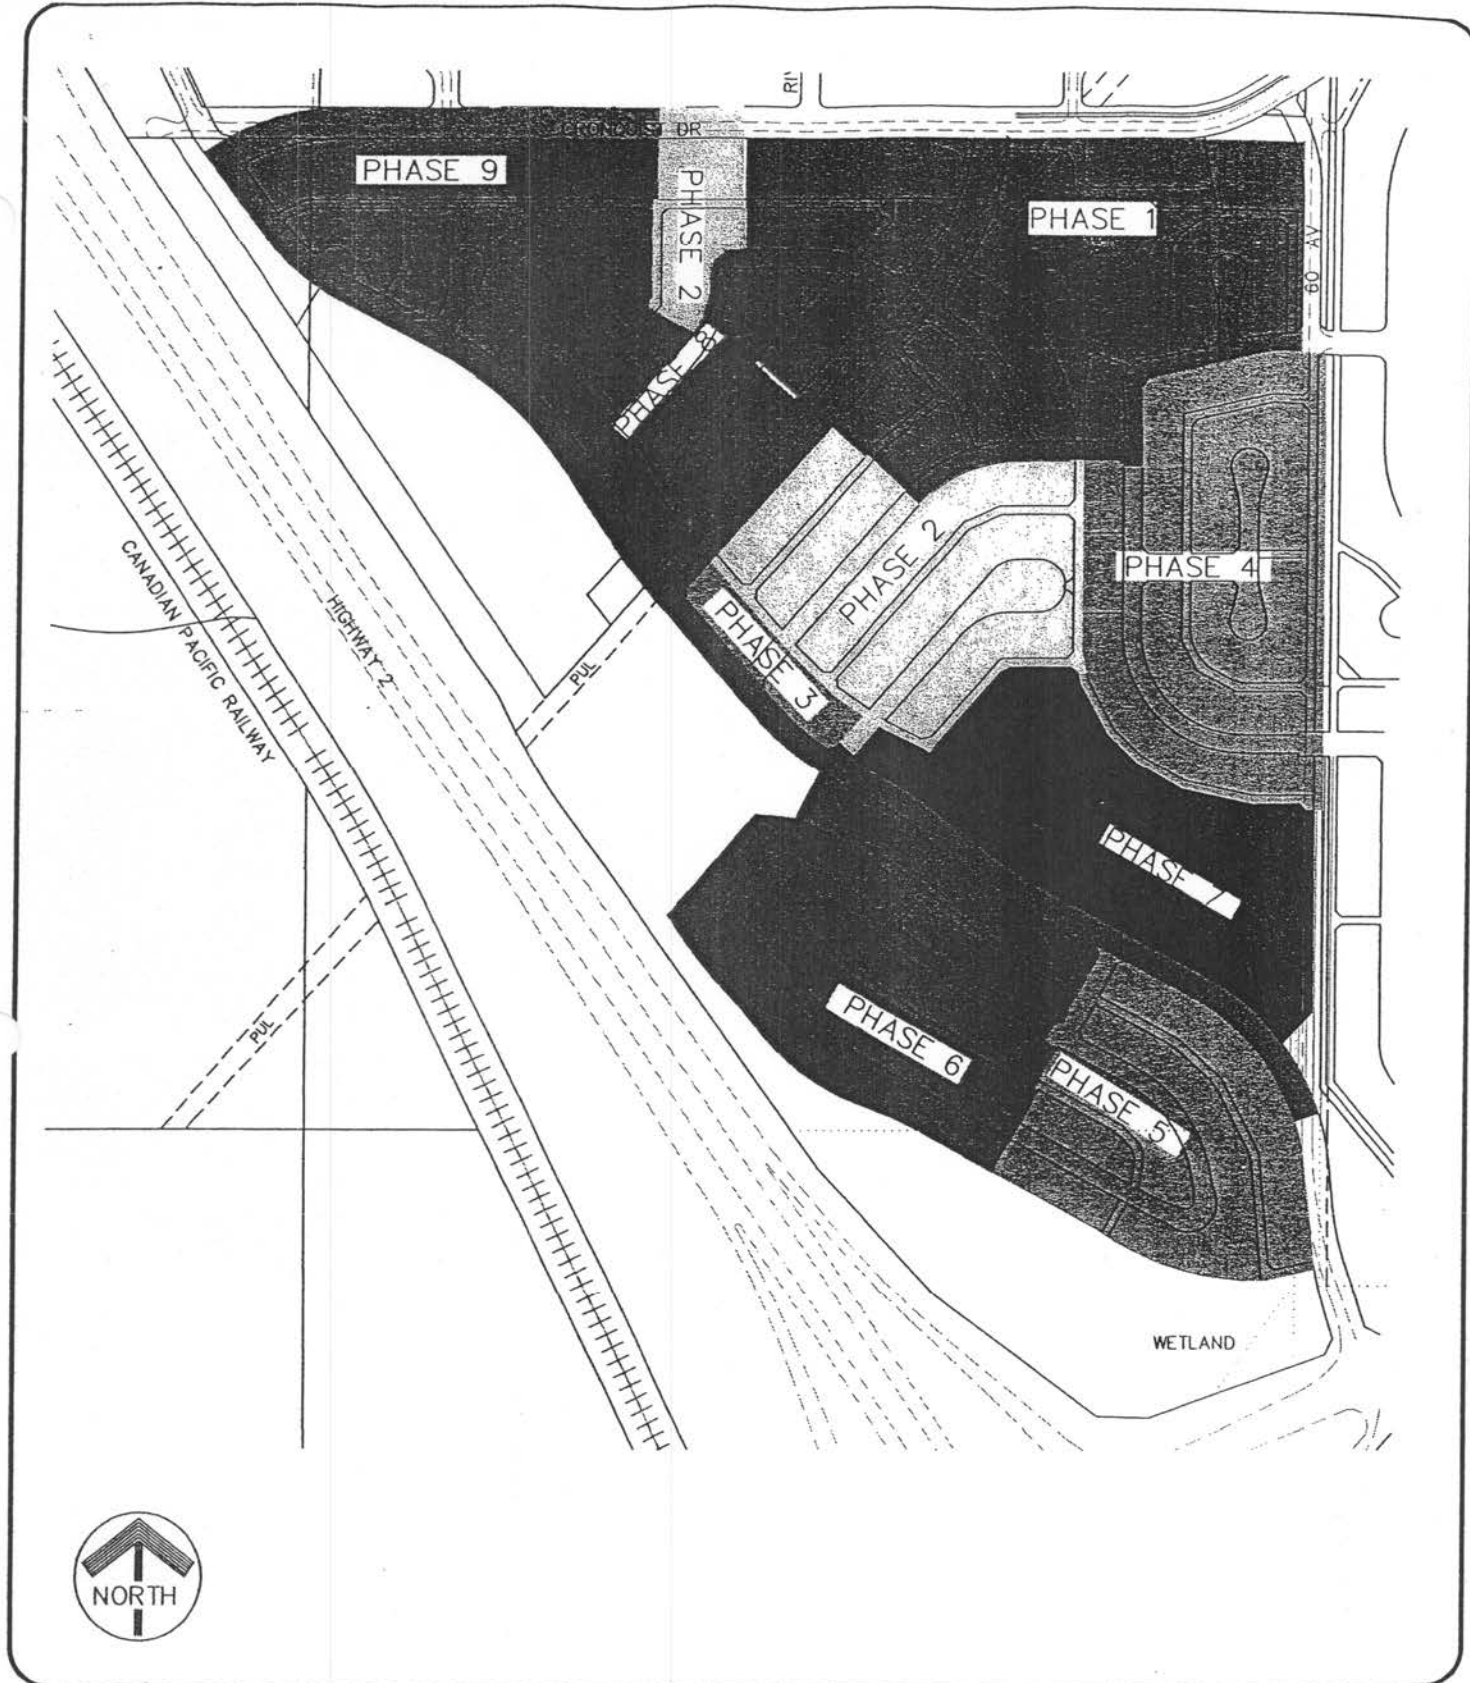 RI
CRONQUIST DR
PHASE 9
PHASE 2
PHASE 1
60 AV
PHASE 8
PHASE 2
PHASE 4
PHASE 3
CANADIAN PACIFIC RAILWAY
HIGHWAY 2
PUL
PHASE 7
PUL
PHASE 6
PHASE 5
WETLAND
NORTH